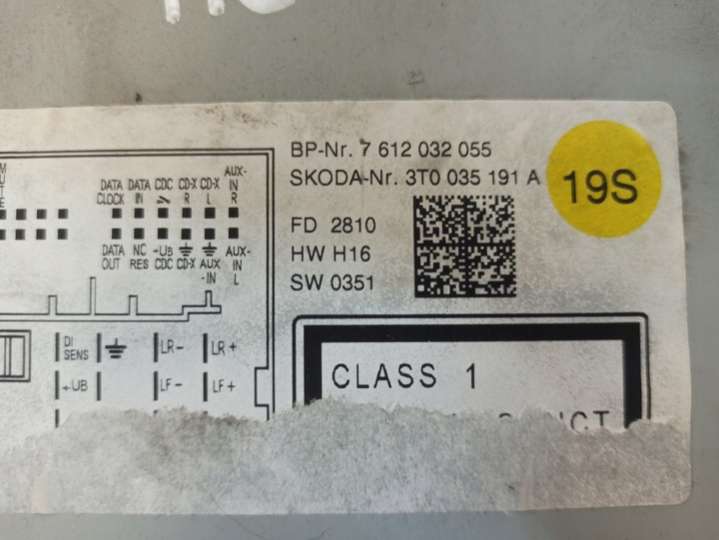 BP-Nr. 7 612 032 055
SKODA-Nr. 3T0 035 191 A
19S
FD 2810
HW H16
SW 0351
AUX-
DATA DATA CDC CD-X CD-X IN
CLOCK IN R L R
DATA NC +UB AUX-
OUT RES CDC CD-X AUX IN
-IN L
DI
SENS LR- LR+
+UB LF- LF+
CLASS 1